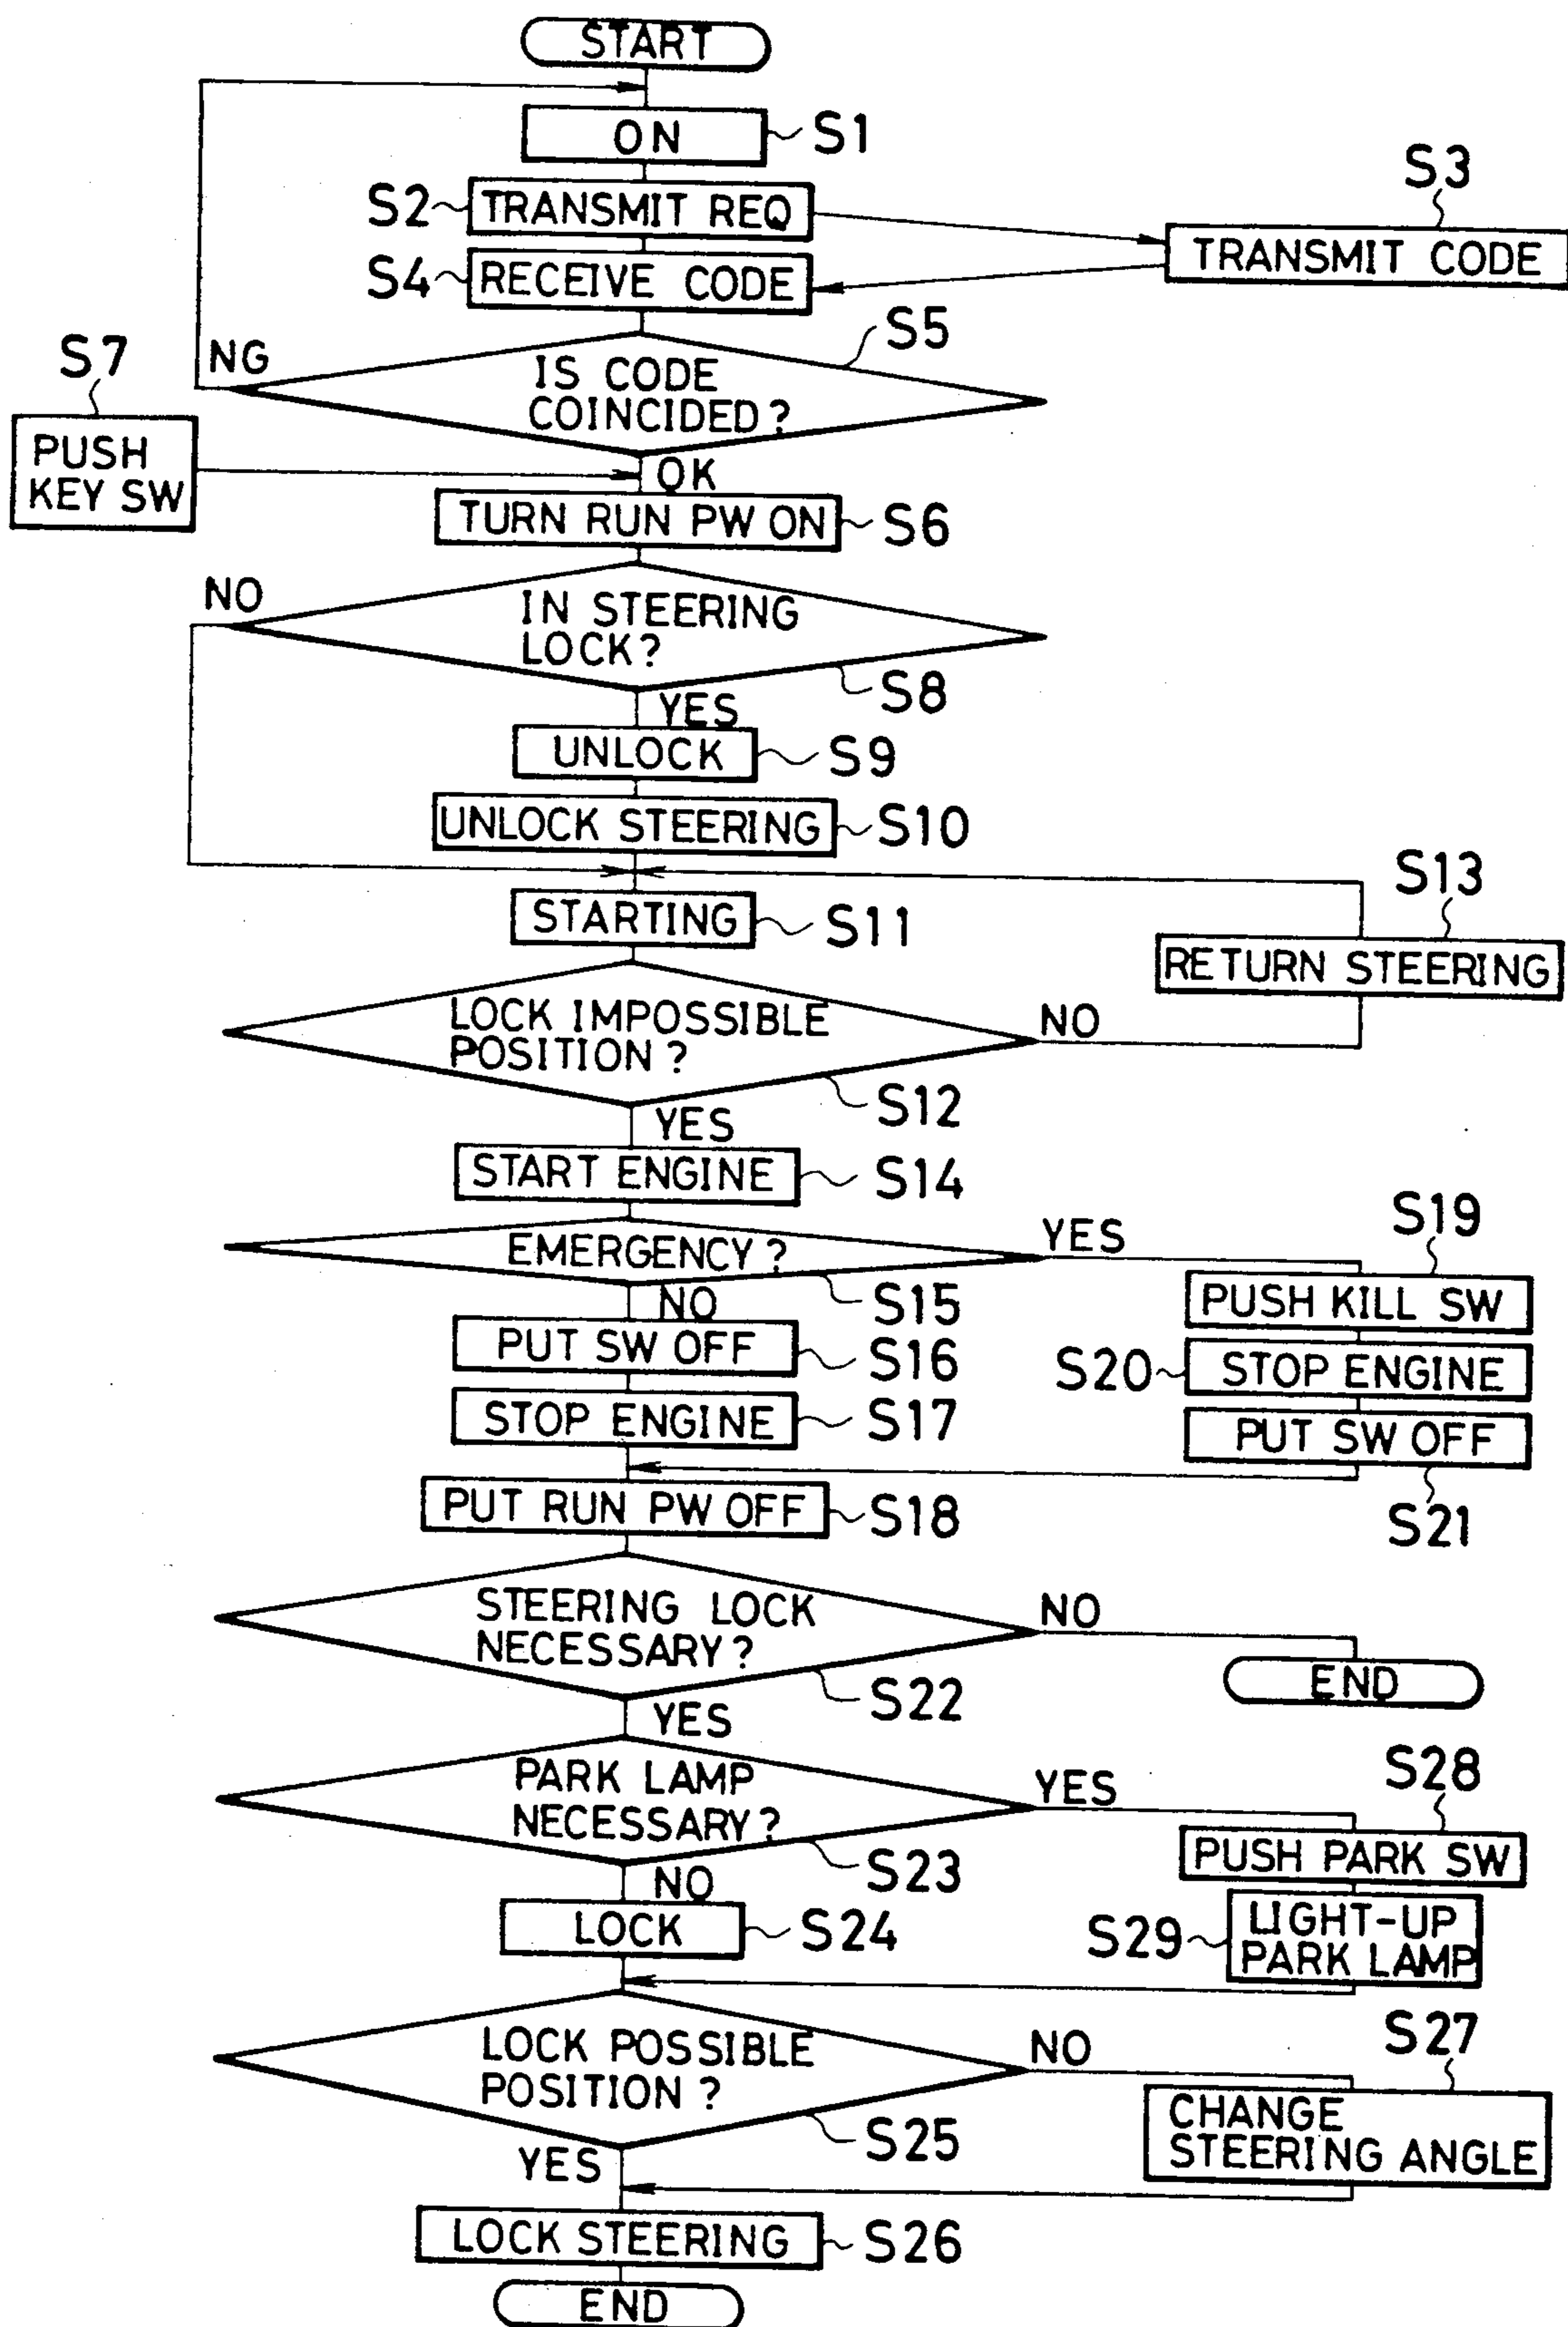 START
ON
S1
S2
TRANSMIT REQ
S3
TRANSMIT CODE
S4
RECEIVE CODE
S5
IS CODE
COINCIDED?
NG
S7
PUSH
KEY SW
OK
TURN RUN PW ON
S6
NO
IN STEERING
LOCK?
S8
YES
UNLOCK
S9
UNLOCK STEERING
S10
S13
RETURN STEERING
STARTING
S11
LOCK IMPOSSIBLE
POSITION?
NO
S12
YES
START ENGINE
S14
EMERGENCY?
YES
S15
S19
PUSH KILL SW
NO
PUT SW OFF
S16
S20
STOP ENGINE
STOP ENGINE
S17
PUT SW OFF
S21
PUT RUN PW OFF
S18
STEERING LOCK
NECESSARY?
NO
S22
END
YES
PARK LAMP
NECESSARY?
YES
S23
S28
PUSH PARK SW
NO
LOCK
S24
S29
LIGHT-UP
PARK LAMP
LOCK POSSIBLE
POSITION?
NO
S25
S27
CHANGE
STEERING ANGLE
YES
LOCK STEERING
S26
END